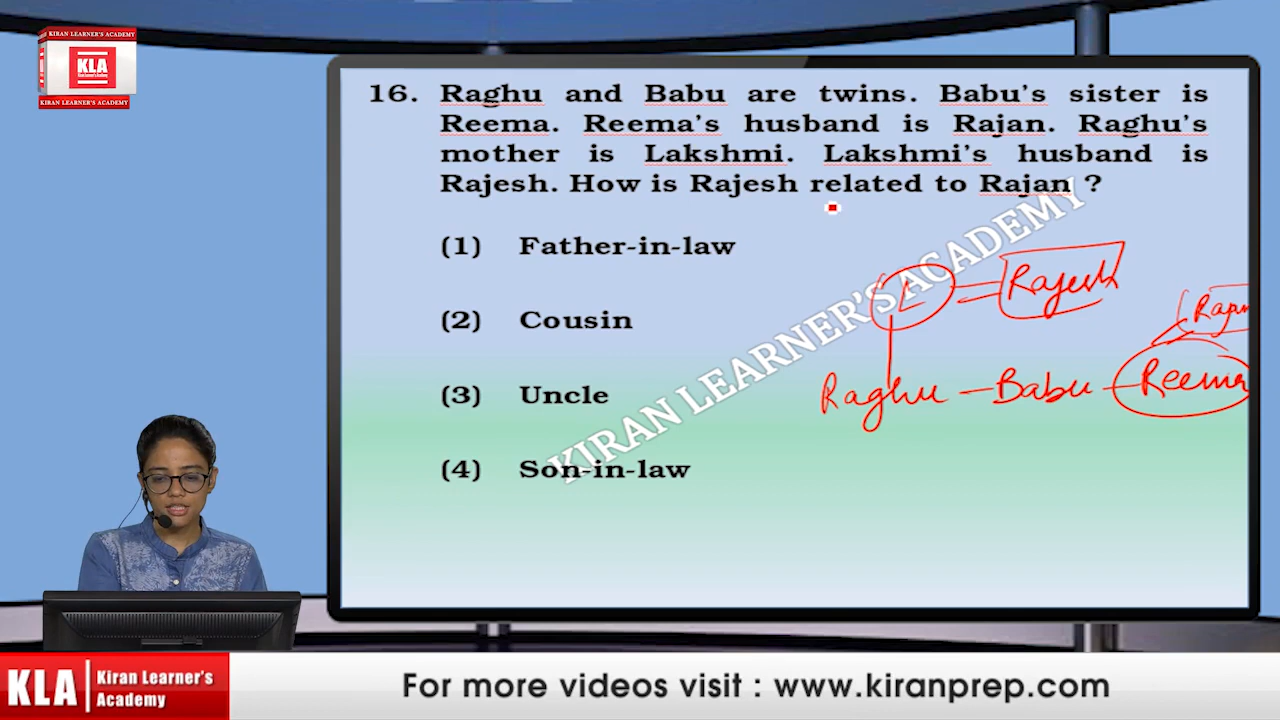 KIRAN LEARNER'S ACADEMY
KLA
Kiran Learner's Academy
KIRAN LEARNER'S ACADEMY
16. Raghu and Babu are twins. Babu's sister is
Reema. Reema's husband is Rajan. Raghu's
mother is Lakshmi. Lakshmi's husband is
Rajesh. How is Rajesh related to Rajan ?
(1) Father-in-law
(2) Cousin
(3) Uncle
(4) Son-in-law
KIRAN LEARNER'S ACADEMY
L = Rajesh
Raghu - Babu - Reema
KLA Kiran Learner's
Academy
For more videos visit : www.kiranprep.com